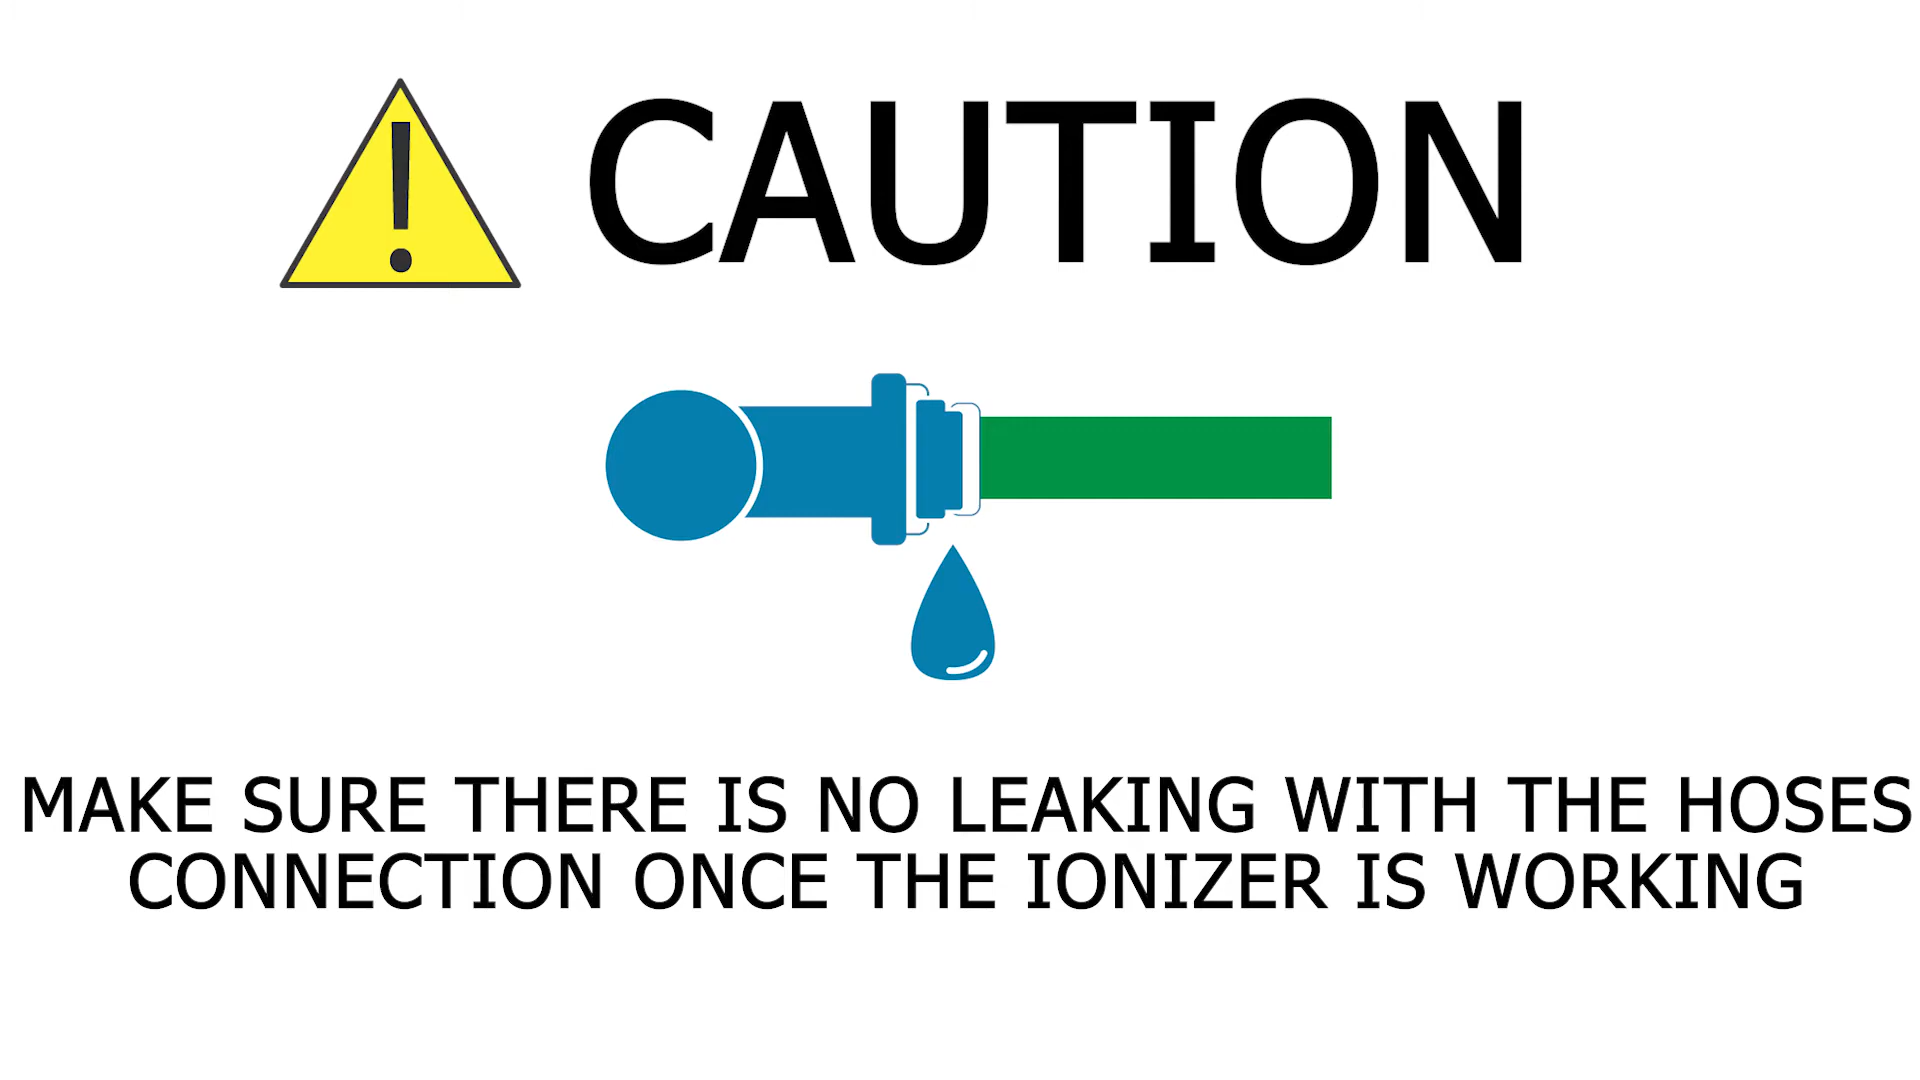 CAUTION
MAKE SURE THERE IS NO LEAKING WITH THE HOSES
CONNECTION ONCE THE IONIZER IS WORKING